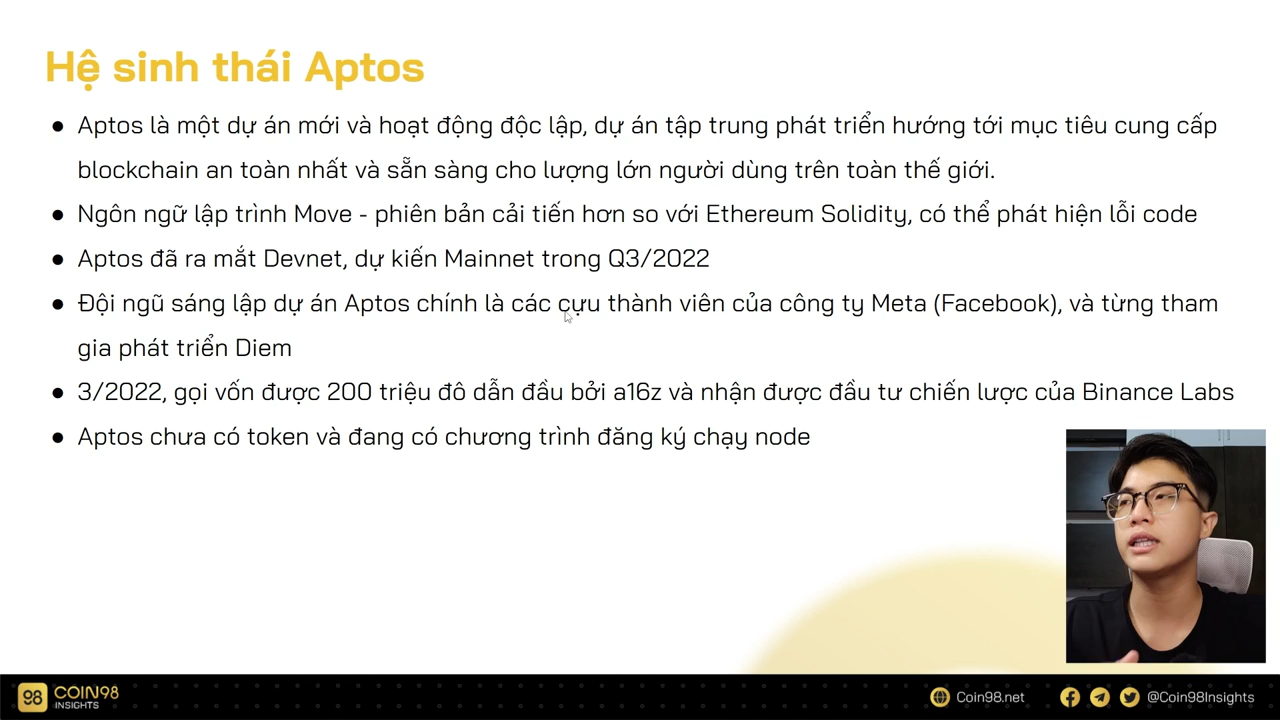 Hệ sinh thái Aptos
● Aptos là một dự án mới và hoạt động độc lập, dự án tập trung phát triển hướng tới mục tiêu cung cấp
blockchain an toàn nhất và sẵn sàng cho lượng lớn người dùng trên toàn thế giới.
● Ngôn ngữ lập trình Move - phiên bản cải tiến hơn so với Ethereum Solidity, có thể phát hiện lỗi code
● Aptos đã ra mắt Devnet, dự kiến Mainnet trong Q3/2022
● Đội ngũ sáng lập dự án Aptos chính là các cựu thành viên của công ty Meta (Facebook), và từng tham
gia phát triển Diem
● 3/2022, gọi vốn được 200 triệu đô dẫn đầu bởi a16z và nhận được đầu tư chiến lược của Binance Labs
● Aptos chưa có token và đang có chương trình đăng ký chạy node
98 COIN98
INSIGHTS
Coin98.net
@Coin98Insights